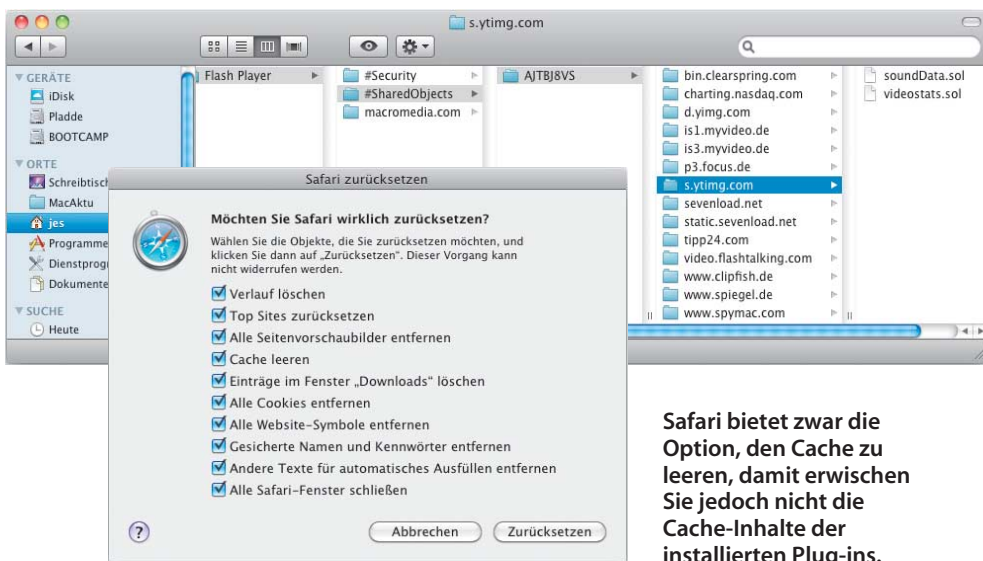 s.ytimg.com
GERÄTE
iDisk
Pladde
BOOTCAMP
ORTE
Schreibtisch
MacAktu
jes
Programme
Dienstprog
Dokumente
SUCHE
Heute
Flash Player
#Security
#SharedObjects
macromedia.com
AJTBJ8VS
bin.clearspring.com
charting.nasdaq.com
d.yimg.com
is1.myvideo.de
is3.myvideo.de
p3.focus.de
s.ytimg.com
sevenload.net
static.sevenload.net
tipp24.com
video.flashtalking.com
www.clipfish.de
www.spiegel.de
www.spymac.com
soundData.sol
videostats.sol
Safari zurücksetzen
Möchten Sie Safari wirklich zurücksetzen?
Wählen Sie die Objekte, die Sie zurücksetzen möchten, und
klicken Sie dann auf „Zurücksetzen“. Dieser Vorgang kann
nicht widerrufen werden.
Verlauf löschen
Top Sites zurücksetzen
Alle Seitenvorschaubilder entfernen
Cache leeren
Einträge im Fenster „Downloads“ löschen
Alle Cookies entfernen
Alle Website-Symbole entfernen
Gesicherte Namen und Kennwörter entfernen
Andere Texte für automatisches Ausfüllen entfernen
Alle Safari-Fenster schließen
?
Abbrechen
Zurücksetzen
Safari bietet zwar die
Option, den Cache zu
leeren, damit erwischen
Sie jedoch nicht die
Cache-Inhalte der
installierten Plug-ins.